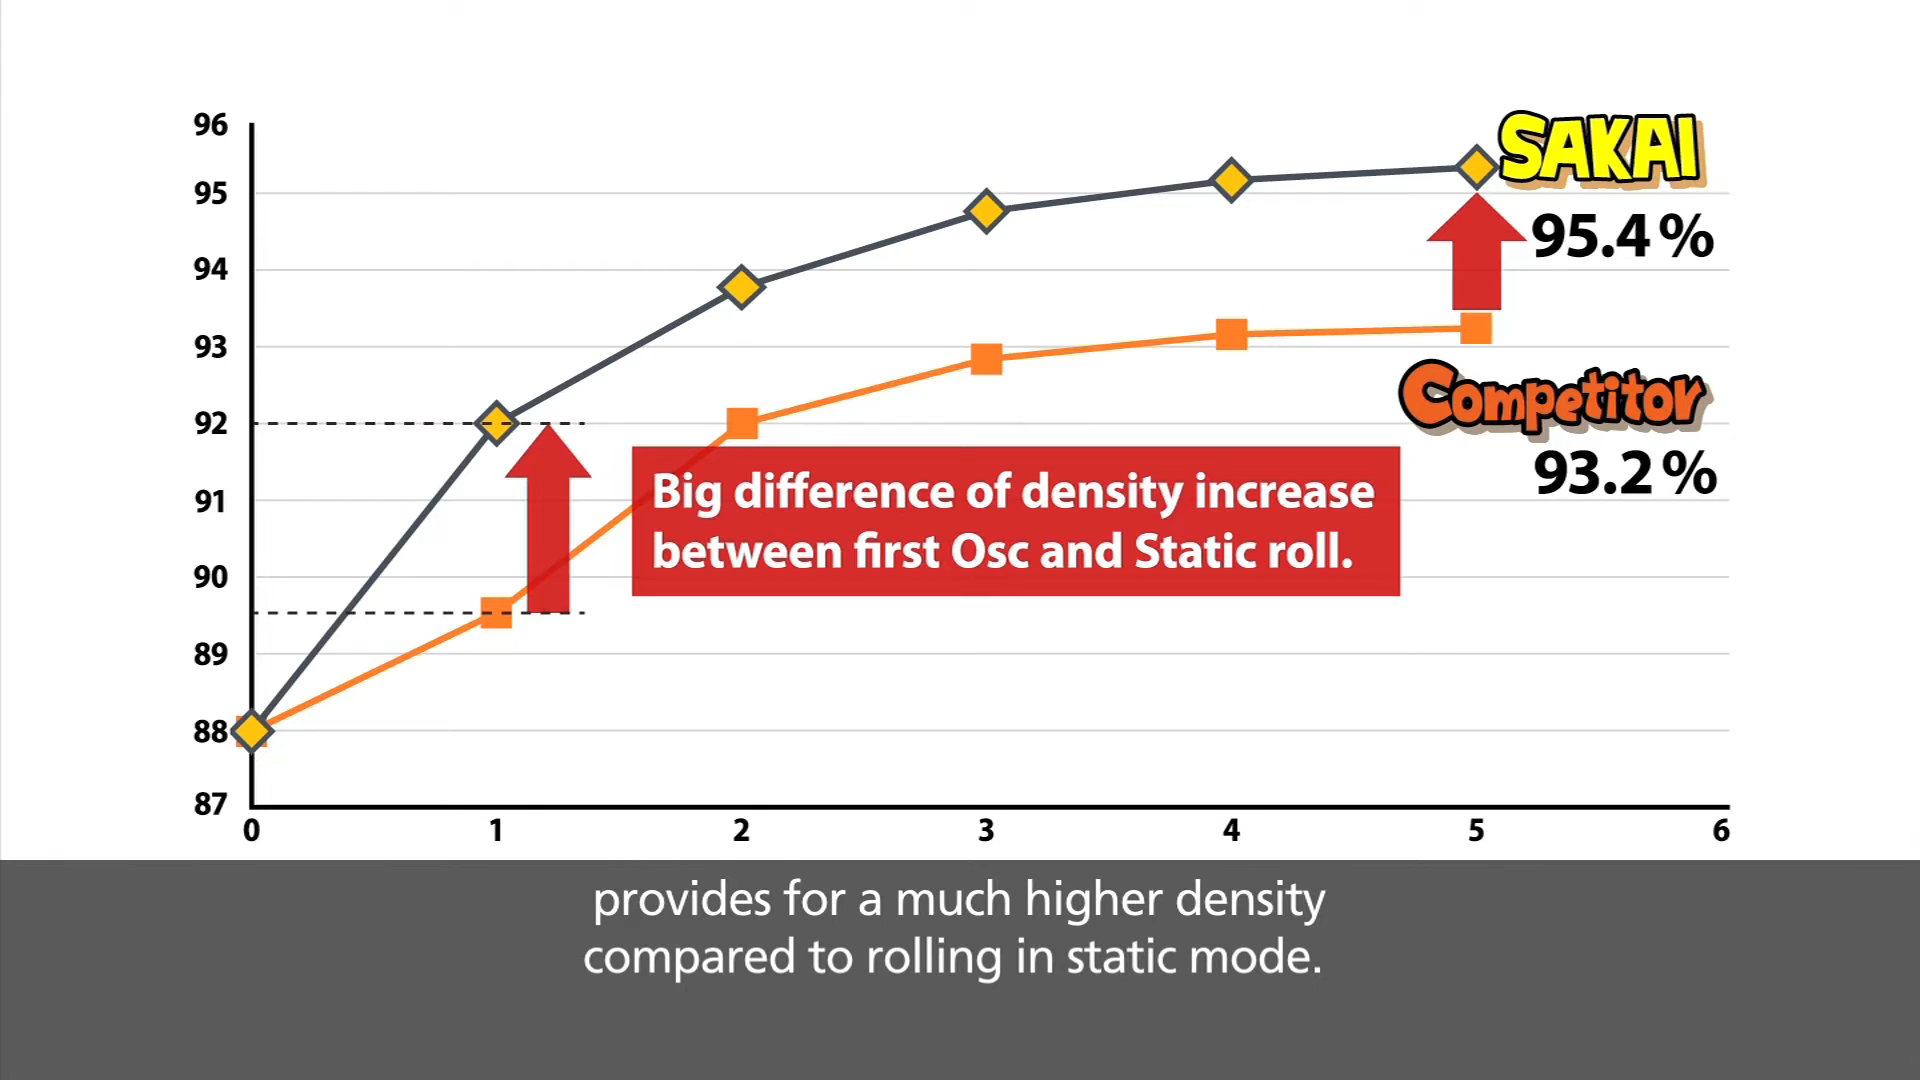 96
95
94
93
92
91
90
89
88
87
0 1 2 3 4 5 6
SAKAI
95.4%
Competitor
93.2%
Big difference of density increase
between first Osc and Static roll.
provides for a much higher density
compared to rolling in static mode.